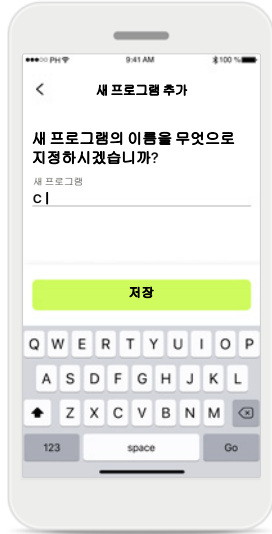 PH 9:41 AM 100 %
새 프로그램 추가
새 프로그램의 이름을 무엇으로
지정하시겠습니까?
새 프로그램
C
저장
Q W E R T Y U I O P
A S D F G H J K L
Z X C V B N M
123 space Go